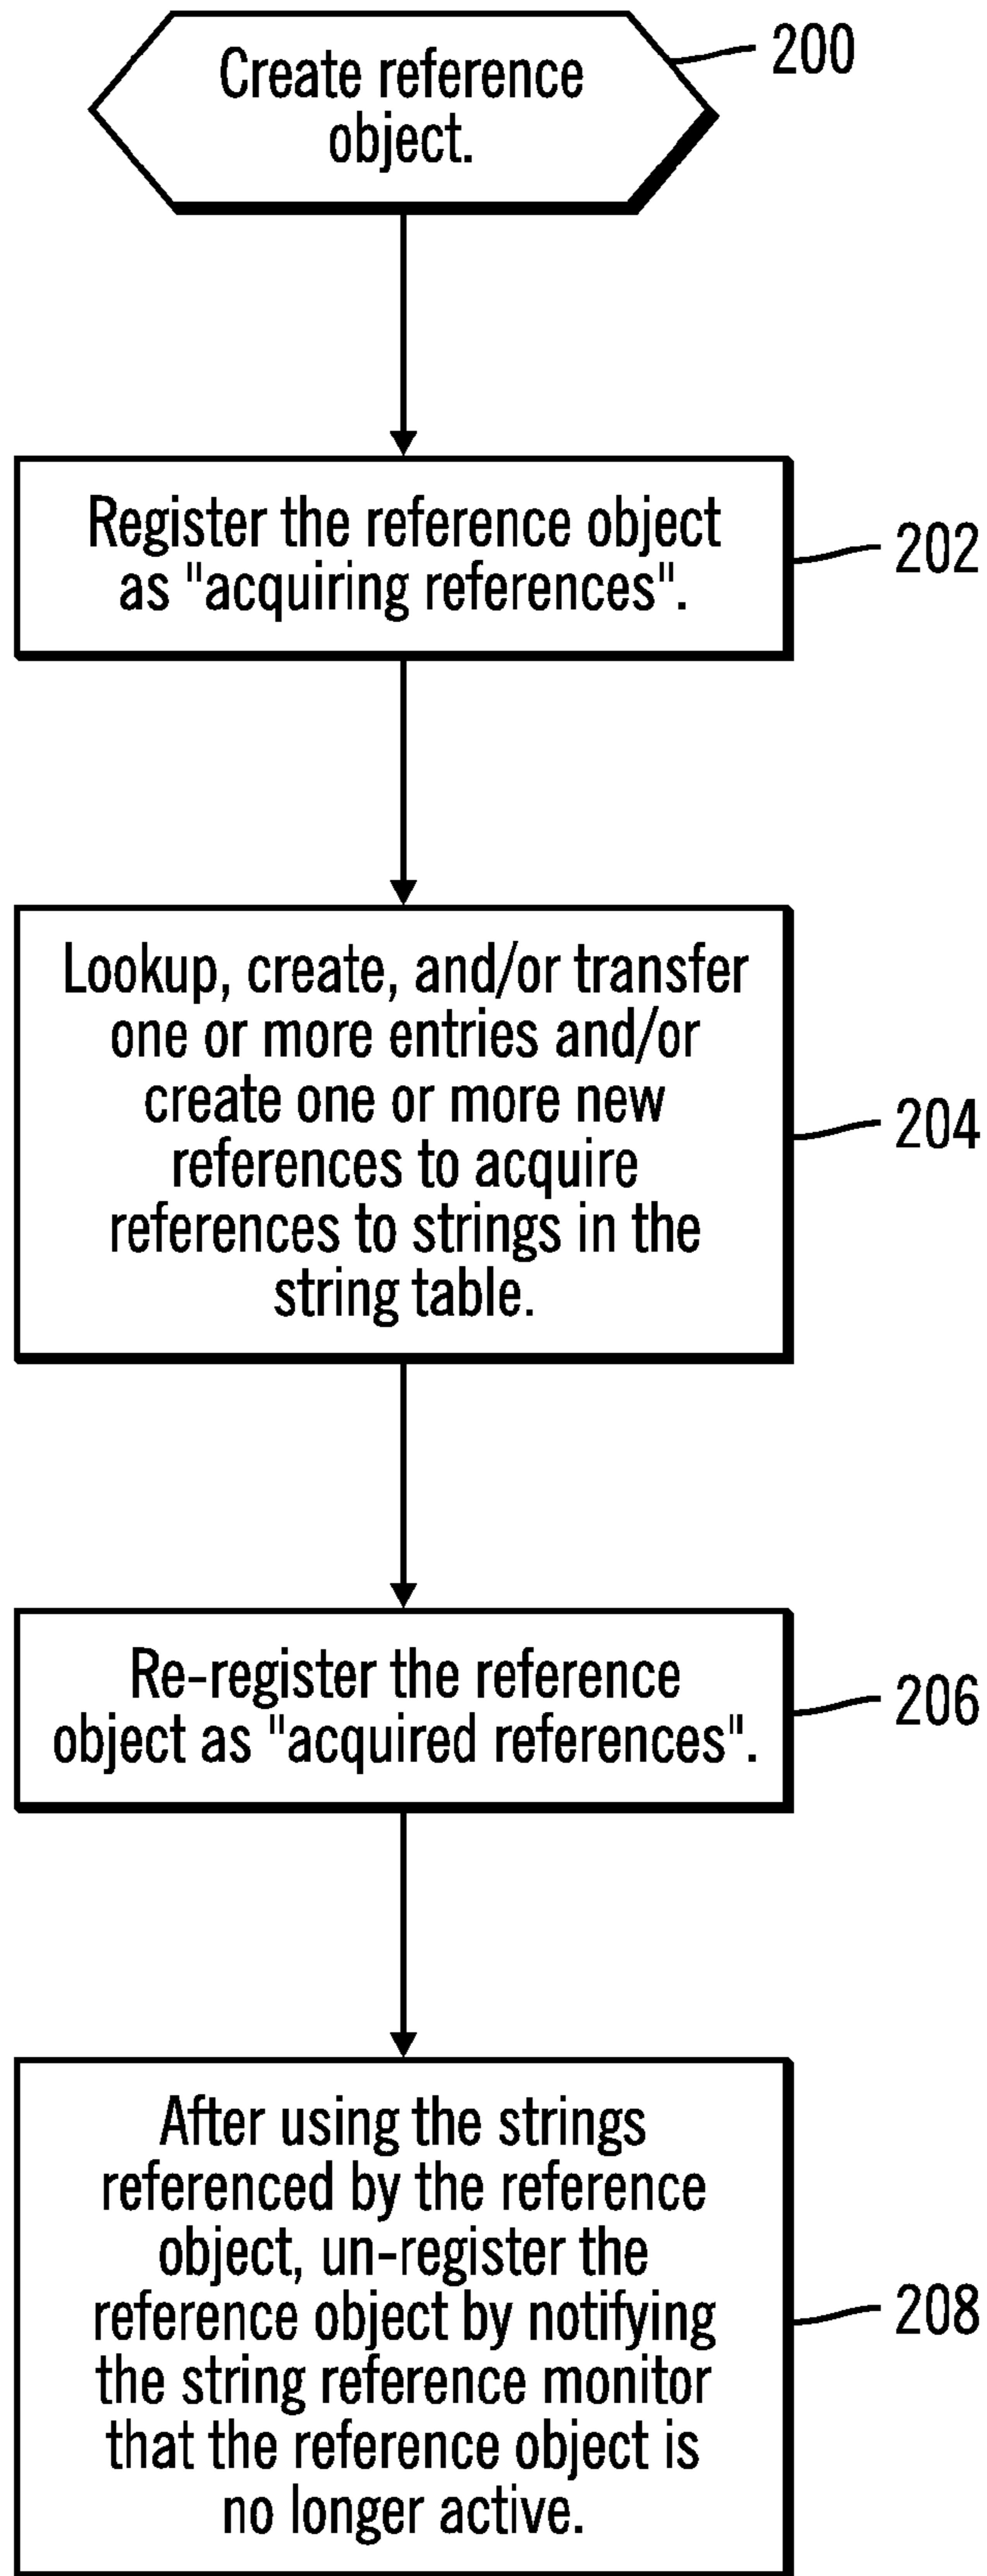 Create reference
object.
200
Register the reference object
as "acquiring references".
202
Lookup, create, and/or transfer
one or more entries and/or
create one or more new
references to acquire
references to strings in the
string table.
204
Re-register the reference
object as "acquired references".
206
After using the strings
referenced by the reference
object, un-register the
reference object by notifying
the string reference monitor
that the reference object is
no longer active.
208